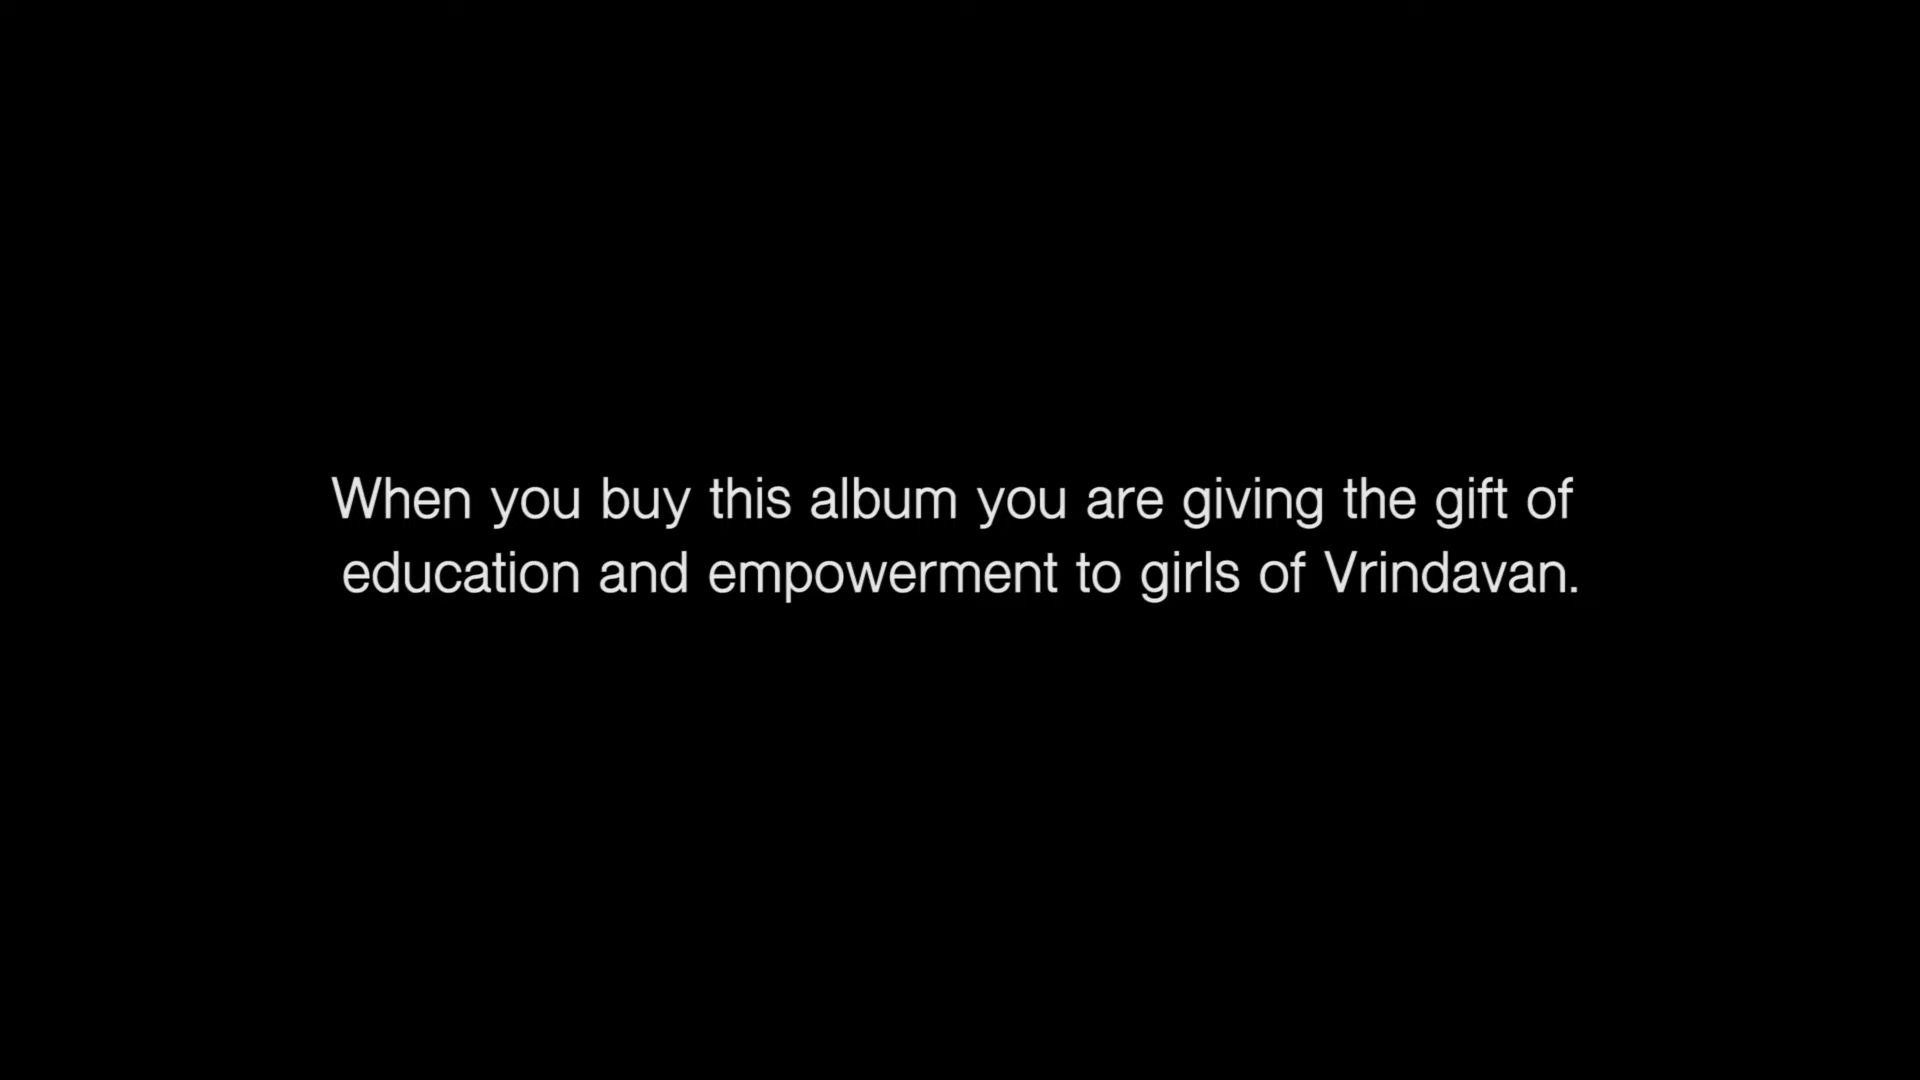 When you buy this album you are giving the gift of
education and empowerment to girls of Vrindavan.